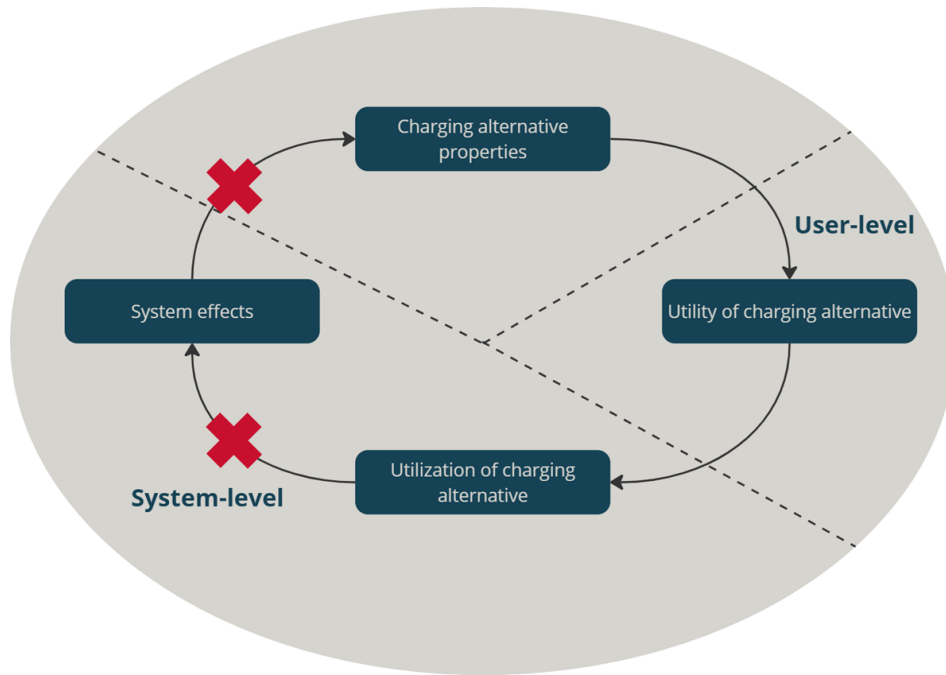 Charging alternative
properties
User-level
System effects
Utility of charging alternative
Utilization of charging
alternative
System-level